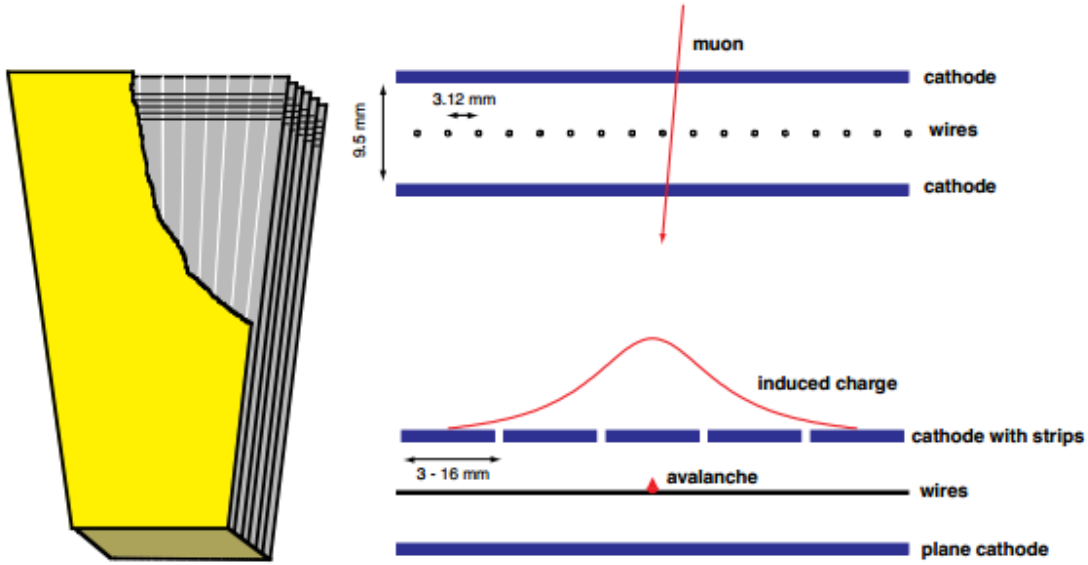 muon
cathode
3.12 mm
wires
9.5 mm
cathode
induced charge
cathode with strips
3 - 16 mm
avalanche
wires
plane cathode